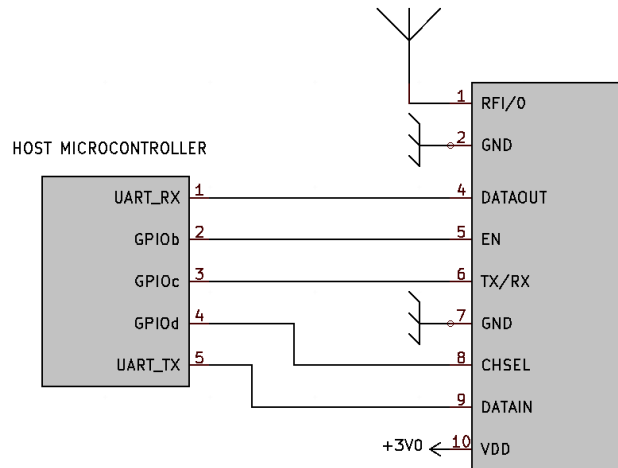 1 RFI/O
2 GND
HOST MICROCONTROLLER
UART_RX 1 4 DATAOUT
GPIOb 2 5 EN
GPIOc 3 6 TX/RX
GPIOd 4 7 GND
UART_TX 5 8 CHSEL
9 DATAIN
+3V0 10 VDD